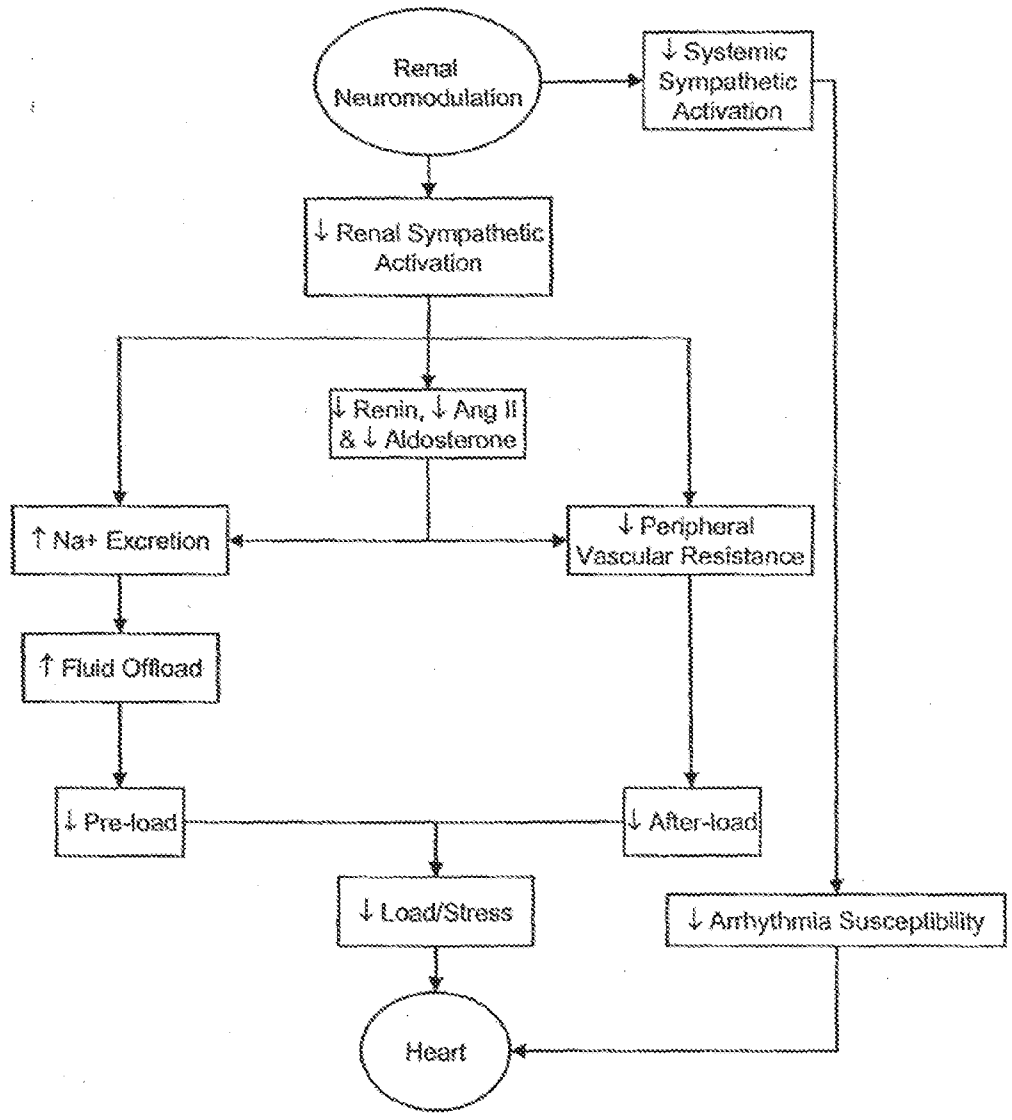 Renal
Neuromodulation
↓ Systemic
Sympathetic
Activation
↓ Renal Sympathetic
Activation
↓ Renin, ↓ Ang II
& ↓ Aldosterone
↑ Na+ Excretion
↓ Peripheral
Vascular Resistance
↑ Fluid Offload
↓ Pre-load
↓ After-load
↓ Load/Stress
↓ Arrhythmia Susceptibility
Heart